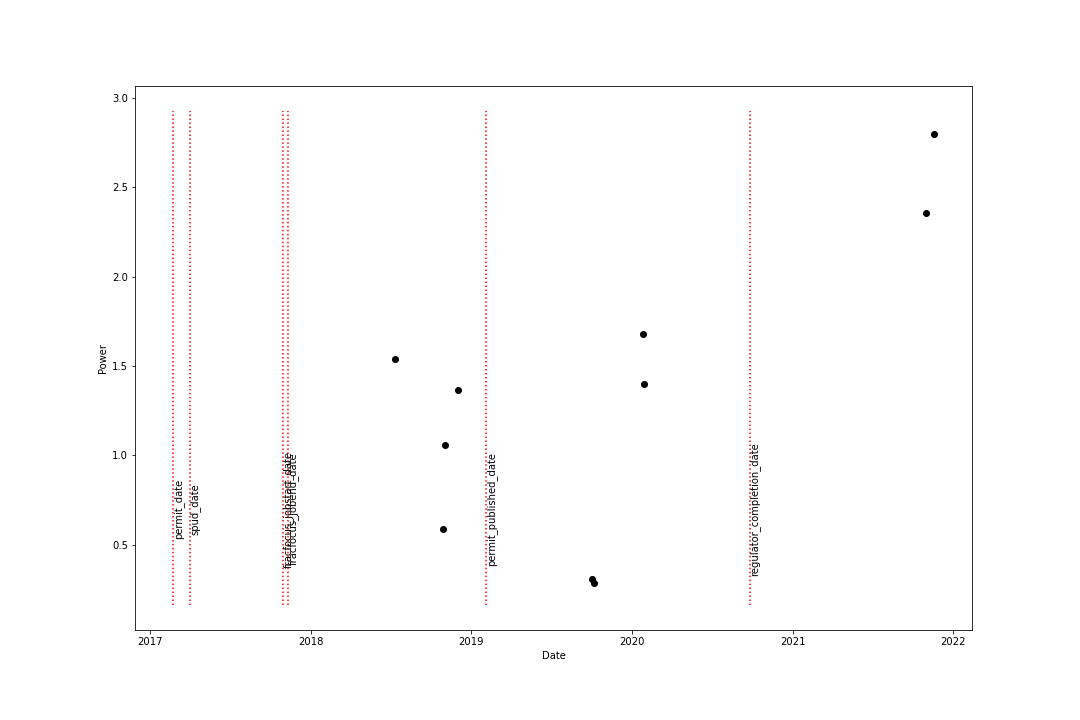 3.0
2.5
2.0
1.5
1.0
0.5
Power
permit_date
spud_date
fracfocus_jobstart_date
fracfocus_jobend_date
permit_published_date
regulator_completion_date
2017
2018
2019
2020
2021
2022
Date